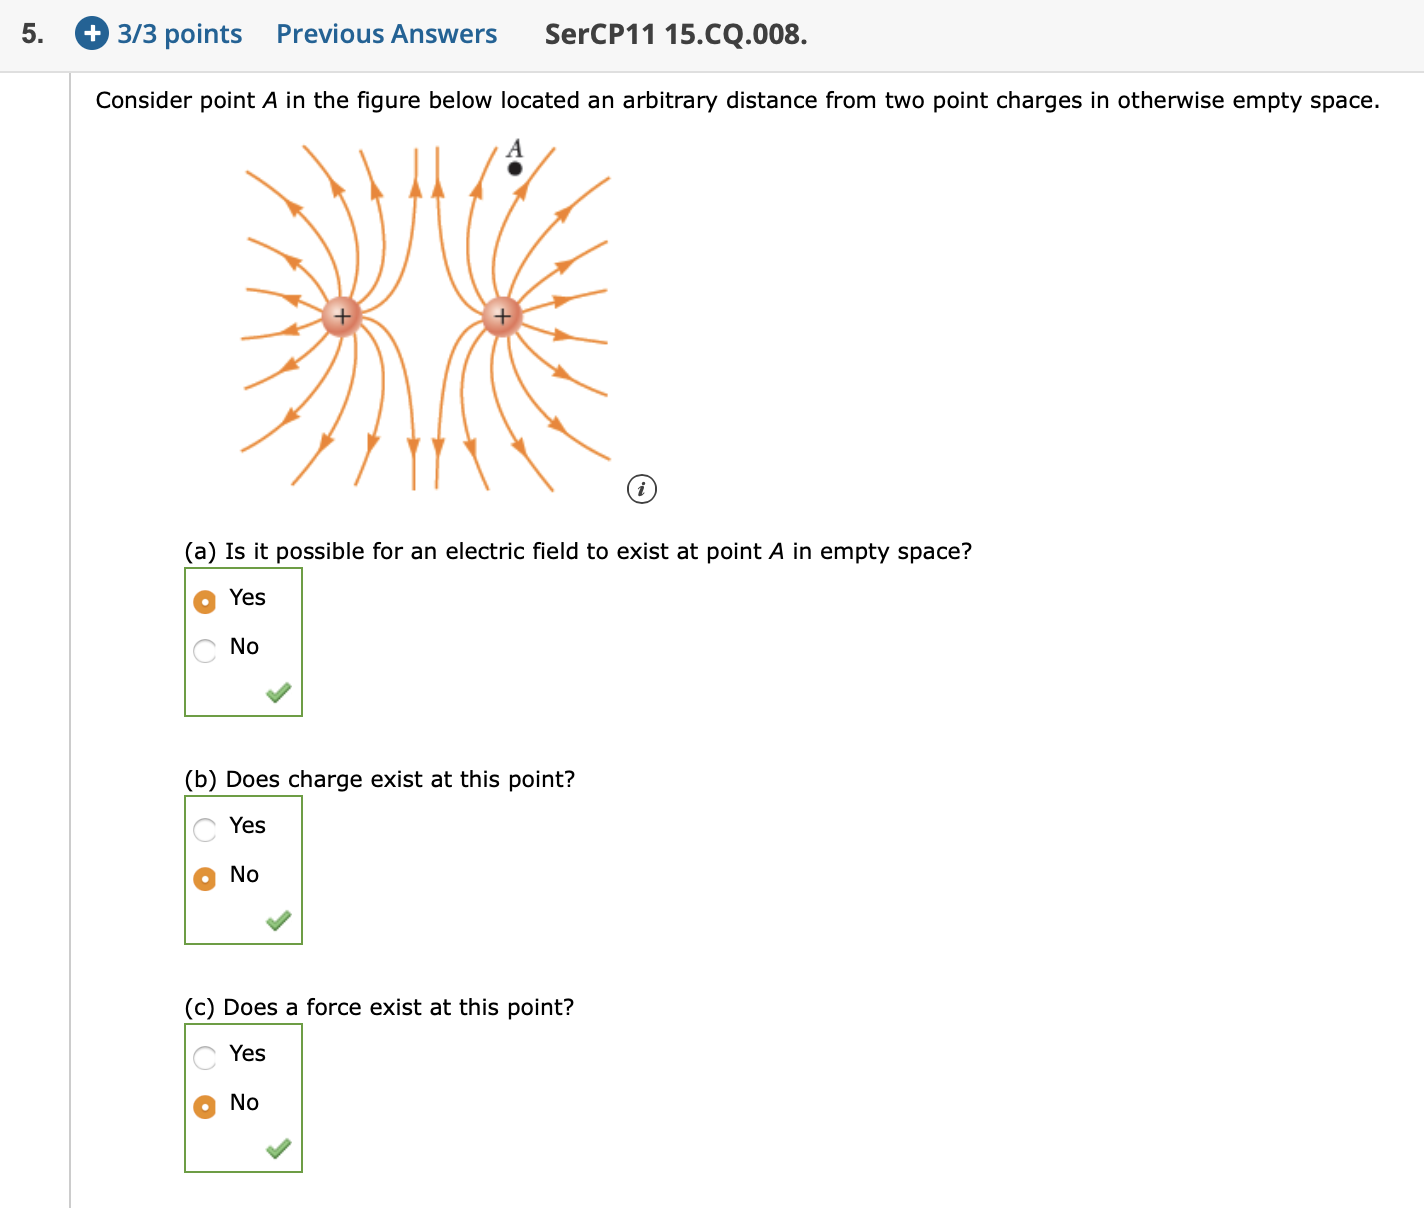 5. + 3/3 points Previous Answers SerCP11 15.CQ.008.
Consider point A in the figure below located an arbitrary distance from two point charges in otherwise empty space.
A
+ +
i
(a) Is it possible for an electric field to exist at point A in empty space?
Yes
No
(b) Does charge exist at this point?
Yes
No
(c) Does a force exist at this point?
Yes
No